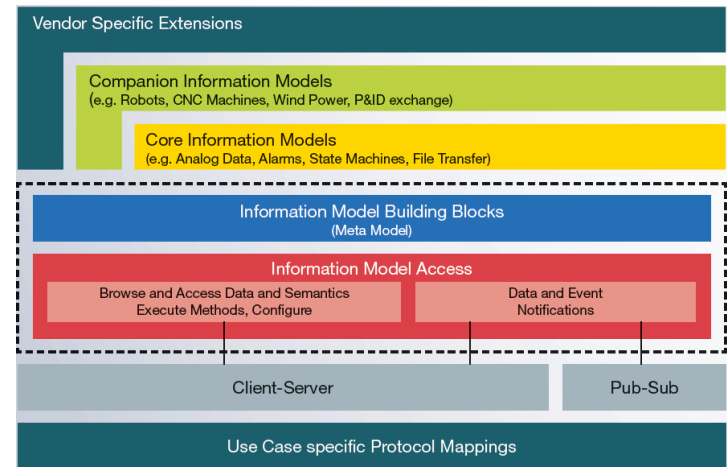 Vendor Specific Extensions
Companion Information Models
(e.g. Robots, CNC Machines, Wind Power, P&ID exchange)
Core Information Models
(e.g. Analog Data, Alarms, State Machines, File Transfer)
Information Model Building Blocks
(Meta Model)
Information Model Access
Browse and Access Data and Semantics
Execute Methods, Configure
Data and Event
Notifications
Client-Server
Pub-Sub
Use Case specific Protocol Mappings